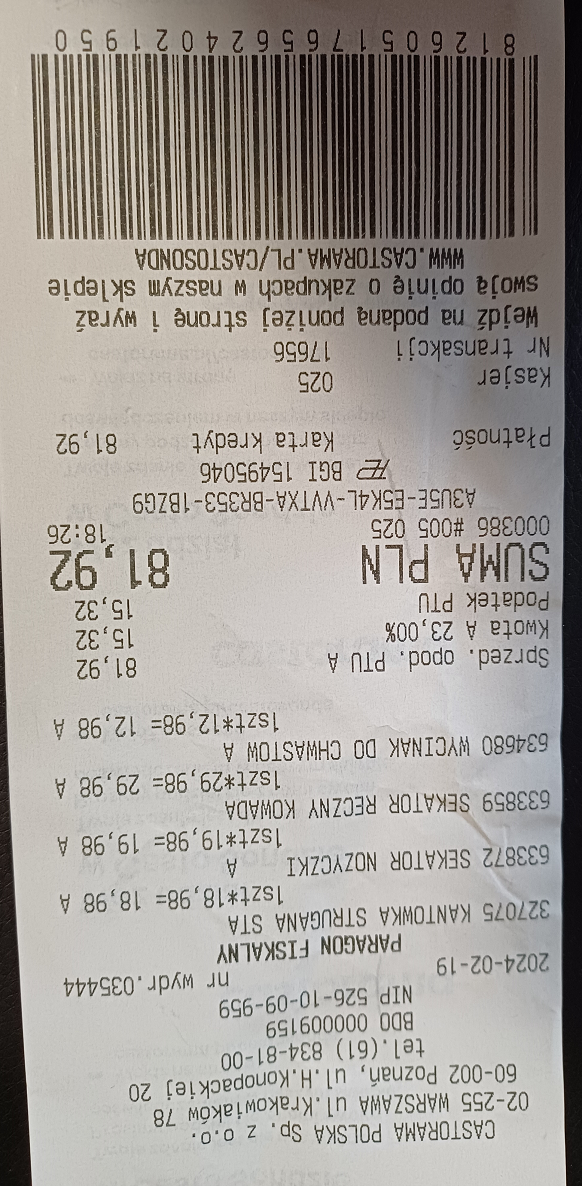 CASTORAMA POLSKA Sp. z o.o.
02-255 WARSZAWA ul.Krakowiaków 78
60-002 Poznań, ul.H.Konopackiej 20
tel.(61) 834-81-00
BDO 000009159
NIP 526-10-09-959
2024-02-19 nr wydr.035444
PARAGON FISKALNY
327075 KANTOWKA STRUGANA STA
1szt*18,98= 18,98 A
633872 SEKATOR NOZYCZKI A
1szt*19,98= 19,98 A
633859 SEKATOR RECZNY KOWADA
1szt*29,98= 29,98 A
634680 WYCINAK DO CHWASTOW A
1szt*12,98= 12,98 A
Sprzed. opod. PTU A 81,92
Kwota A 23,00% 15,32
Podatek PTU 15,32
SUMA PLN 81,92
000386 #005 025 18:26
A3U5E-E5K4L-VVTXA-BR353-1BZG9
BGI 15495046
Płatność Karta kredyt 81,92
Kasjer 025
Nr transakcji 17656
Wejdź na podaną poniżej stronę i wyraź
swoją opinię o zakupach w naszym sklepie
WWW.CASTORAMA.PL/CASTOSONDA
8126051765662402195​0